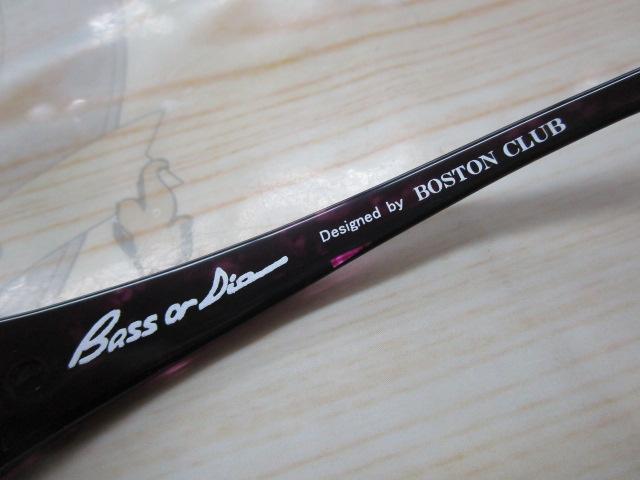 Bass or Die
Designed by BOSTON CLUB